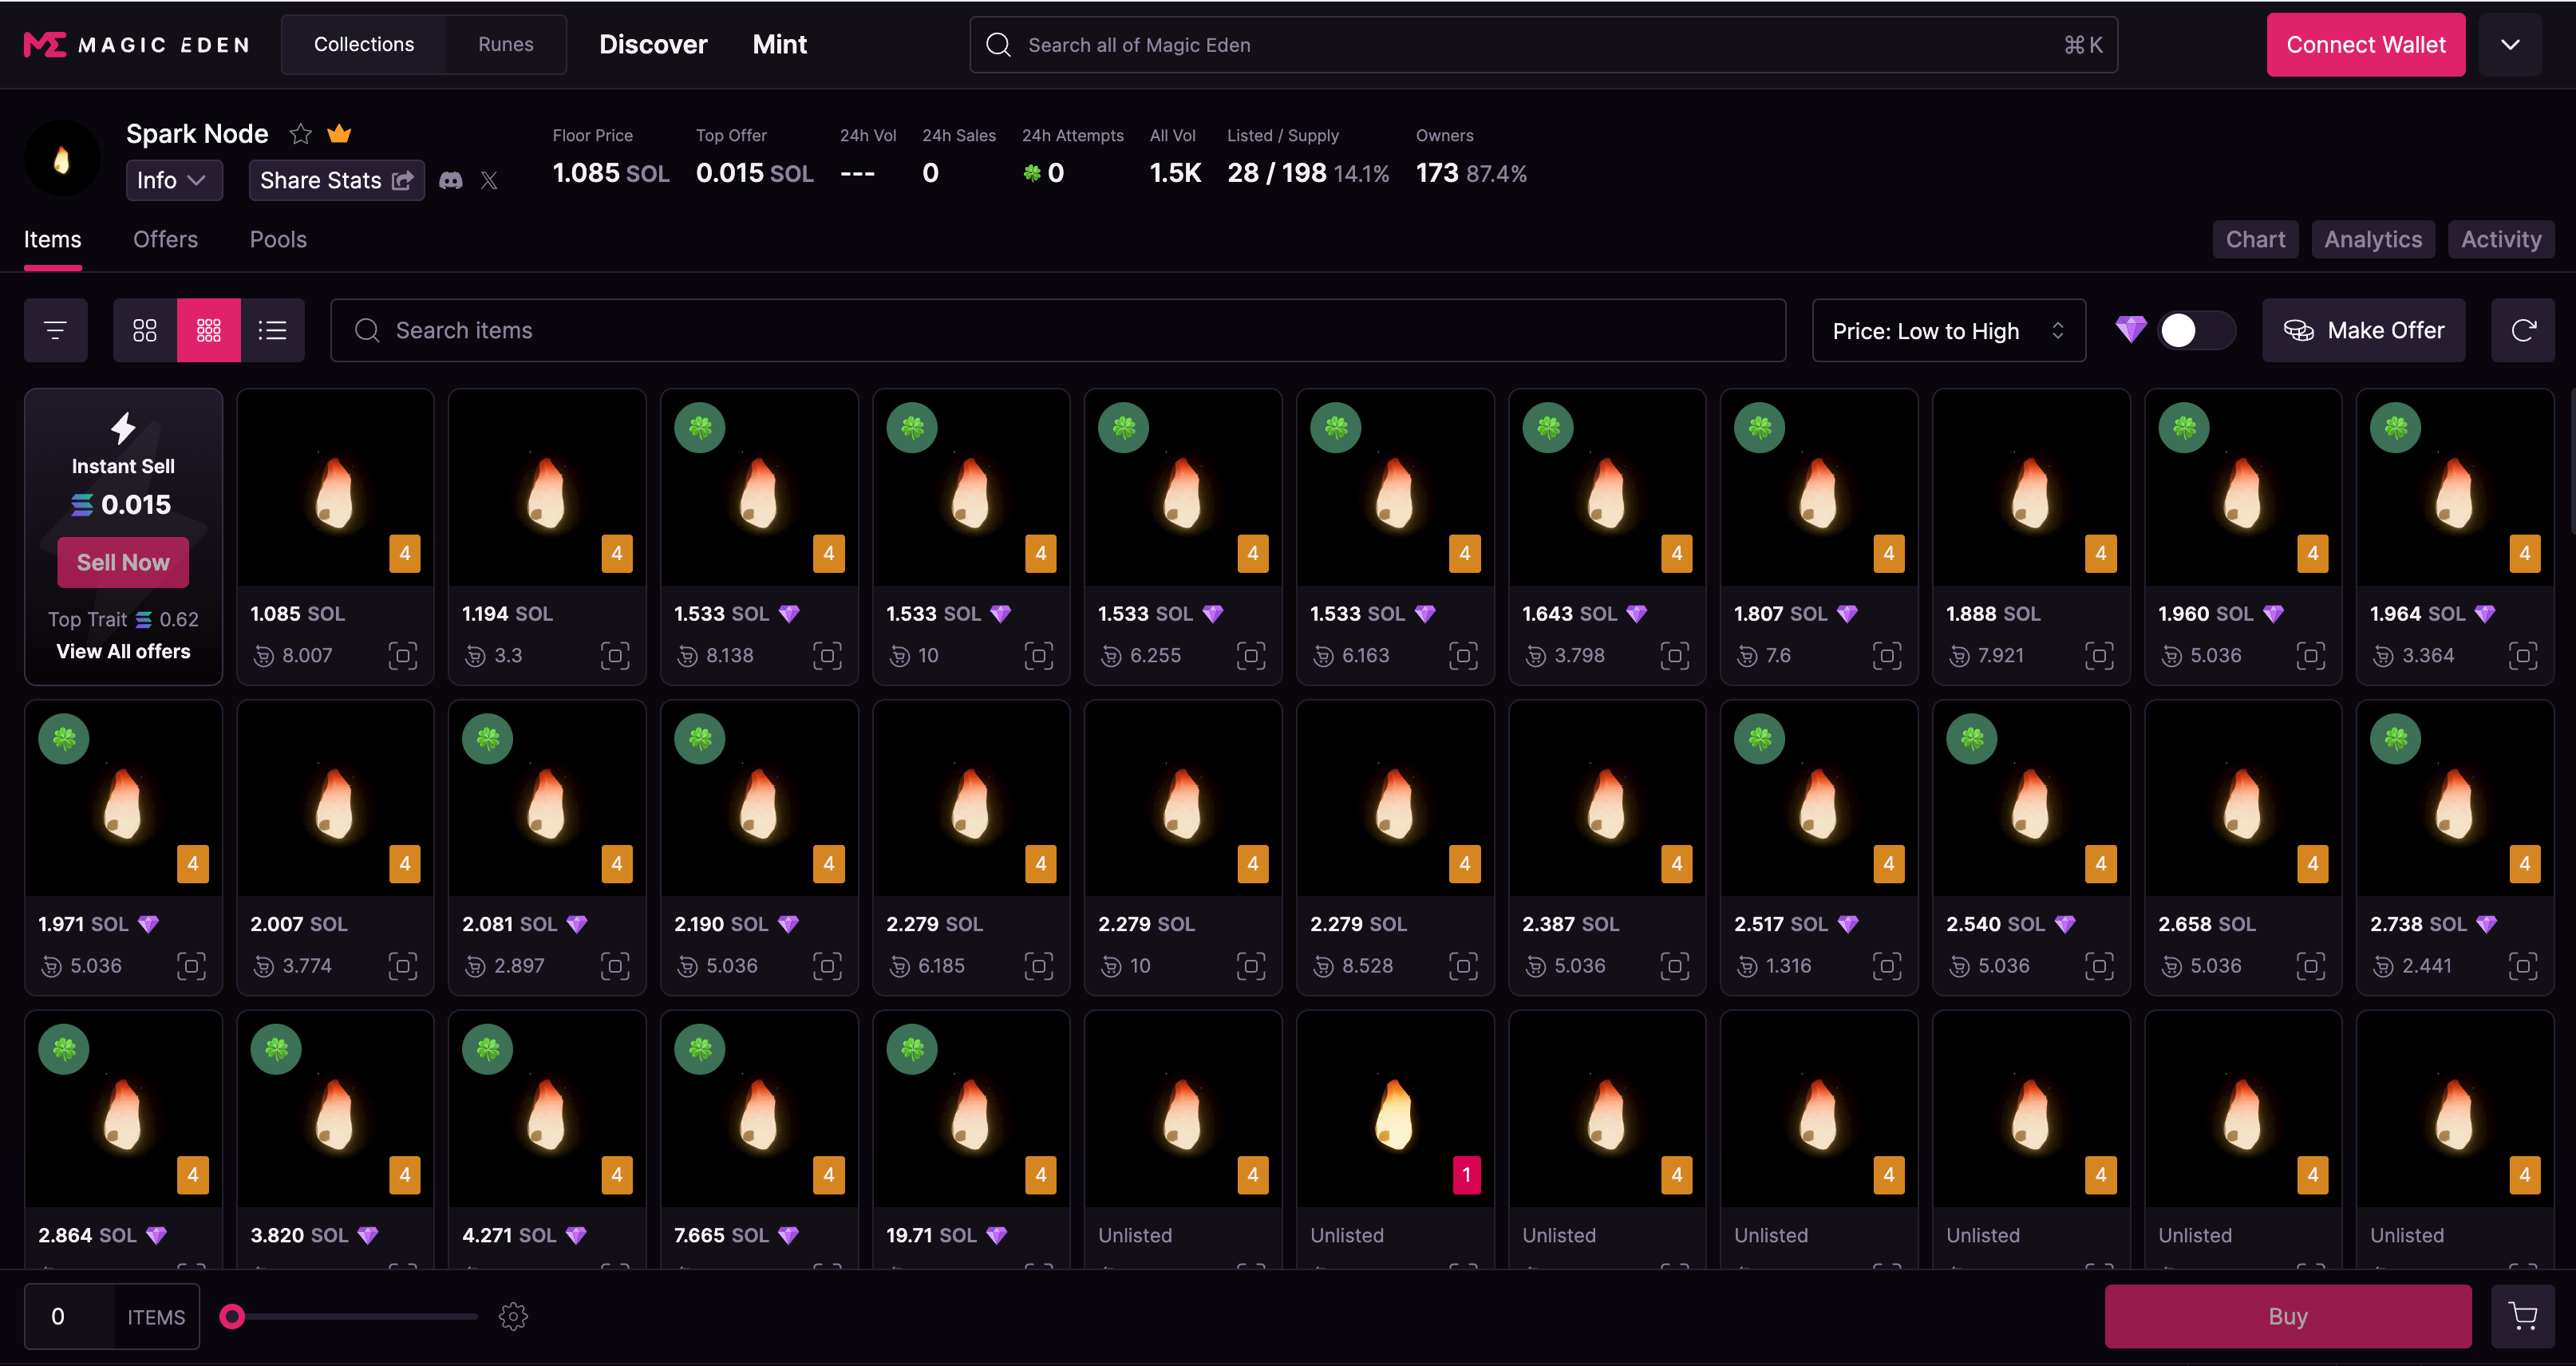 MAGIC EDEN
Collections
Runes
Discover
Mint
Search all of Magic Eden
⌘K
Connect Wallet
Spark Node
Info
Share Stats
Floor Price
1.085 SOL
Top Offer
0.015 SOL
24h Vol
---
24h Sales
0
24h Attempts
0
All Vol
1.5K
Listed / Supply
28 / 198 14.1%
Owners
173 87.4%
Items
Offers
Pools
Chart
Analytics
Activity
Search items
Price: Low to High
Make Offer
Instant Sell
0.015
Sell Now
Top Trait 0.62
View All offers
4
1.085 SOL
8.007
4
1.194 SOL
3.3
4
1.533 SOL
8.138
4
1.533 SOL
10
4
1.533 SOL
6.255
4
1.533 SOL
6.163
4
1.643 SOL
3.798
4
1.807 SOL
7.6
4
1.888 SOL
7.921
4
1.960 SOL
5.036
4
1.964 SOL
3.364
4
1.971 SOL
5.036
4
2.007 SOL
3.774
4
2.081 SOL
2.897
4
2.190 SOL
5.036
4
2.279 SOL
6.185
4
2.279 SOL
10
4
2.279 SOL
8.528
4
2.387 SOL
5.036
4
2.517 SOL
1.316
4
2.540 SOL
5.036
4
2.658 SOL
5.036
4
2.738 SOL
2.441
4
2.864 SOL
4
3.820 SOL
4
4.271 SOL
4
7.665 SOL
4
19.71 SOL
4
Unlisted
1
Unlisted
4
Unlisted
4
Unlisted
4
Unlisted
4
Unlisted
4
Unlisted
0
ITEMS
Buy